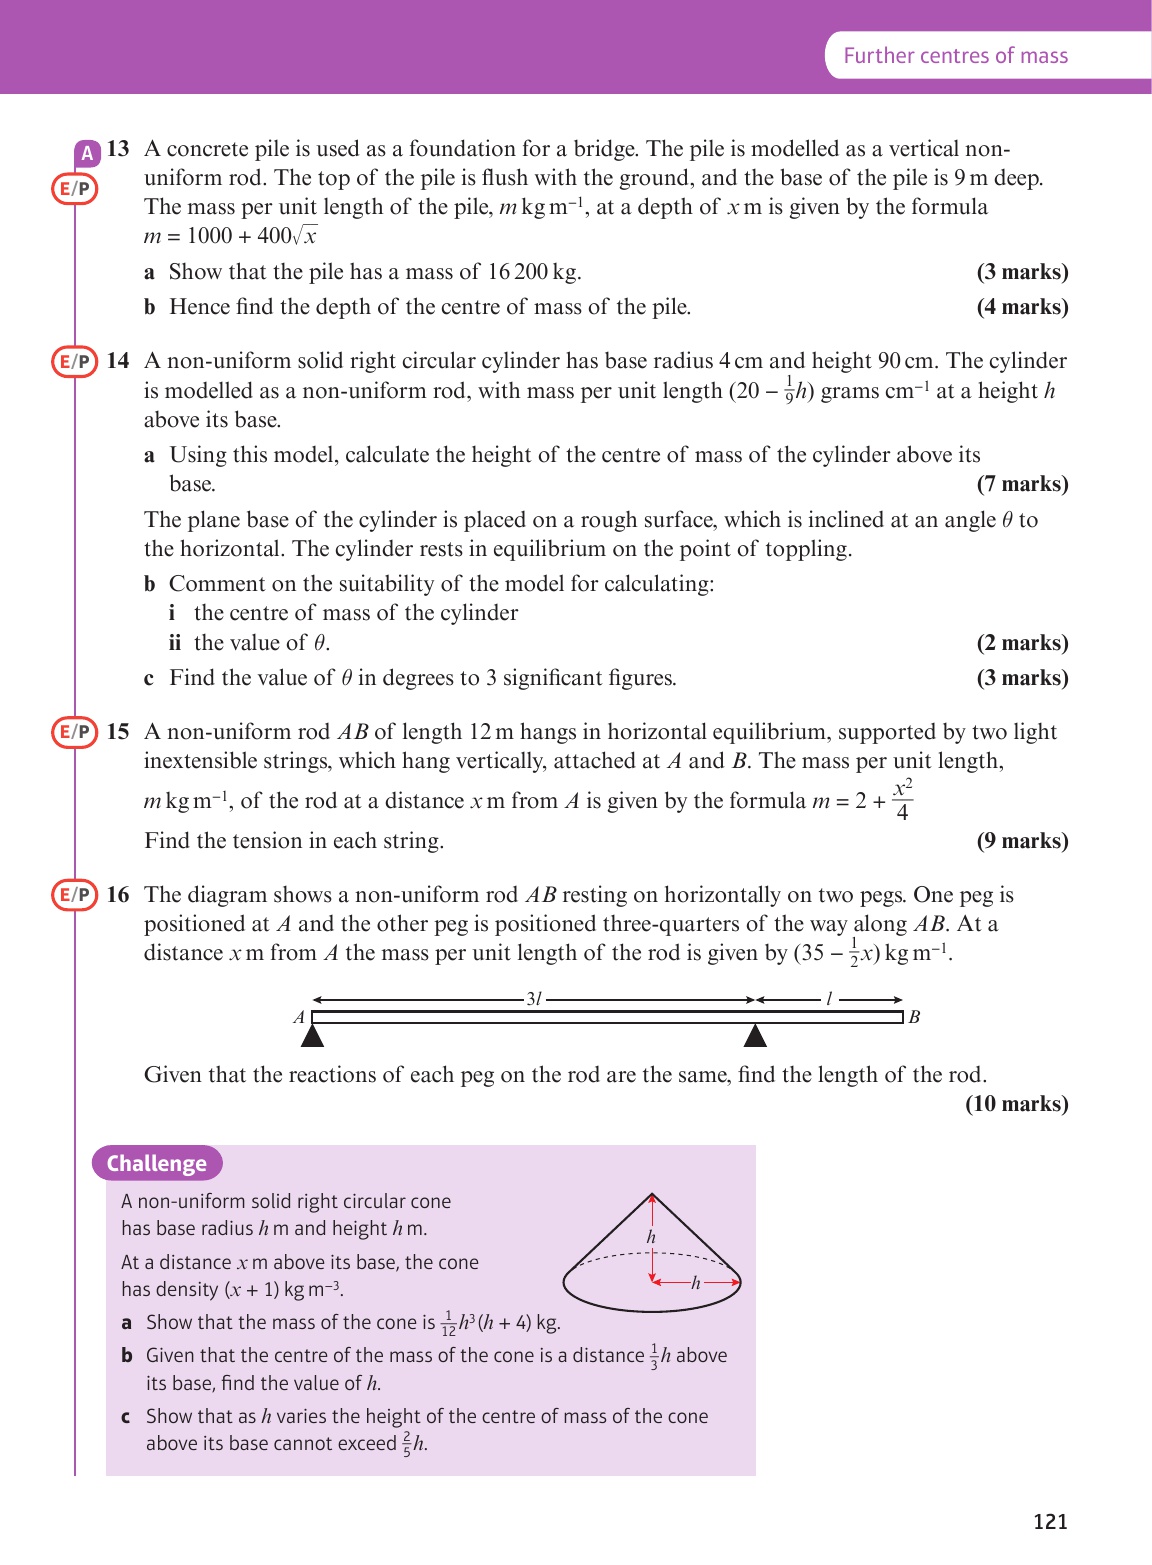 Further centres of mass
A
E/P
13 A concrete pile is used as a foundation for a bridge. The pile is modelled as a vertical non-
uniform rod. The top of the pile is flush with the ground, and the base of the pile is 9 m deep.
The mass per unit length of the pile, m kg m⁻¹, at a depth of x m is given by the formula
m = 1000 + 400√x
a Show that the pile has a mass of 16 200 kg. (3 marks)
b Hence find the depth of the centre of mass of the pile. (4 marks)
E/P
14 A non-uniform solid right circular cylinder has base radius 4 cm and height 90 cm. The cylinder
is modelled as a non-uniform rod, with mass per unit length (20 – 1/9 h) grams cm⁻¹ at a height h
above its base.
a Using this model, calculate the height of the centre of mass of the cylinder above its
base. (7 marks)
The plane base of the cylinder is placed on a rough surface, which is inclined at an angle θ to
the horizontal. The cylinder rests in equilibrium on the point of toppling.
b Comment on the suitability of the model for calculating:
i the centre of mass of the cylinder
ii the value of θ. (2 marks)
c Find the value of θ in degrees to 3 significant figures. (3 marks)
E/P
15 A non-uniform rod AB of length 12 m hangs in horizontal equilibrium, supported by two light
inextensible strings, which hang vertically, attached at A and B. The mass per unit length,
m kg m⁻¹, of the rod at a distance x m from A is given by the formula m = 2 + x²/4
Find the tension in each string. (9 marks)
E/P
16 The diagram shows a non-uniform rod AB resting on horizontally on two pegs. One peg is
positioned at A and the other peg is positioned three-quarters of the way along AB. At a
distance x m from A the mass per unit length of the rod is given by (35 – 1/2 x) kg m⁻¹.
3l l
A B
Given that the reactions of each peg on the rod are the same, find the length of the rod.
(10 marks)
Challenge
A non-uniform solid right circular cone
has base radius h m and height h m.
At a distance x m above its base, the cone
has density (x + 1) kg m⁻³.
h
h
a Show that the mass of the cone is 1/12 h³(h + 4) kg.
b Given that the centre of the mass of the cone is a distance 1/3 h above
its base, find the value of h.
c Show that as h varies the height of the centre of mass of the cone
above its base cannot exceed 2/5 h.
121